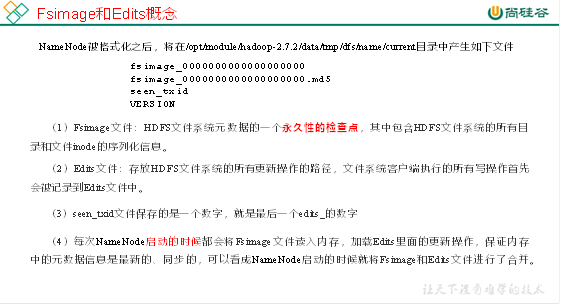 Fsimage和Edits概念
尚硅谷
NameNode被格式化之后，将在/opt/module/hadoop-2.7.2/data/tmp/dfs/name/current目录中产生如下文件
fsimage_0000000000000000000
fsimage_0000000000000000000.md5
seen_txid
VERSION
（1）Fsimage文件：HDFS文件系统元数据的一个永久性的检查点，其中包含HDFS文件系统的所有目
录和文件inode的序列化信息。
（2）Edits文件：存放HDFS文件系统的所有更新操作的路径，文件系统客户端执行的所有写操作首先
会被记录到Edits文件中。
（3）seen_txid文件保存的是一个数字，就是最后一个edits_的数字
（4）每次NameNode启动的时候都会将Fsimage文件读入内存，加载Edits里面的更新操作，保证内存
中的元数据信息是最新的、同步的，可以看成NameNode启动的时候就将Fsimage和Edits文件进行了合并。
让天下没有难学的技术